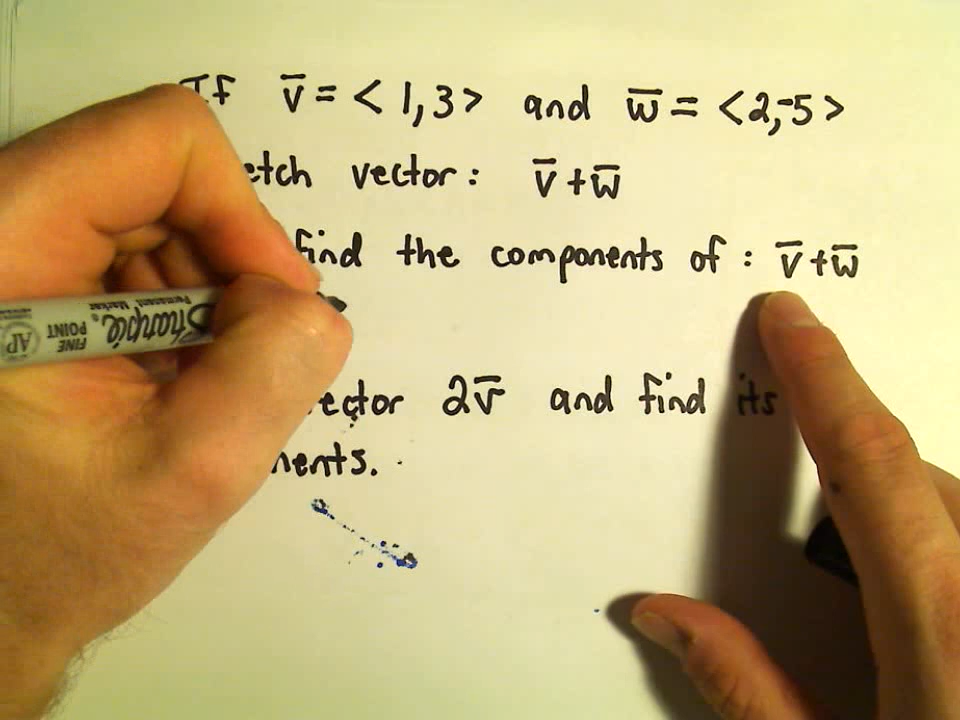 If v̅ = < 1, 3 > and w̅ = < 2, -5 >
etch vector: v̅ + w̅
find the components of: v̅ + w̅
Sharpie.
Permanent Marker
FINE POINT
AP
ector 2v̅ and find its
nents.